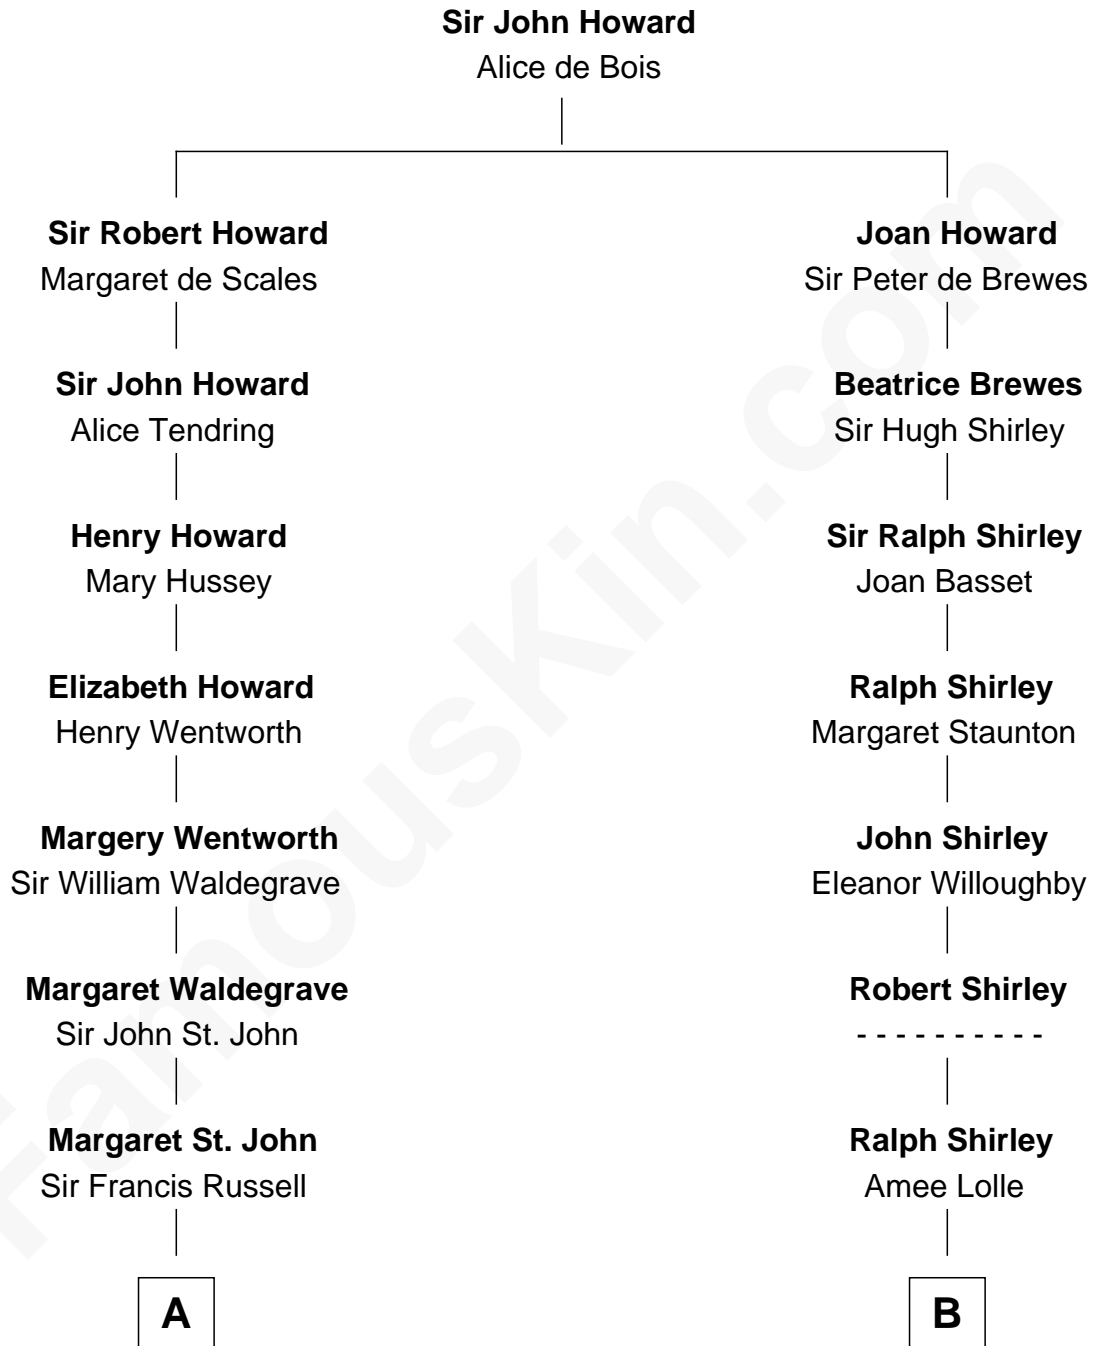 Sir John Howard
Alice de Bois
Sir Robert Howard
Margaret de Scales
Joan Howard
Sir Peter de Brewes
Sir John Howard
Alice Tendring
Beatrice Brewes
Sir Hugh Shirley
Henry Howard
Mary Hussey
Sir Ralph Shirley
Joan Basset
Elizabeth Howard
Henry Wentworth
Ralph Shirley
Margaret Staunton
Margery Wentworth
Sir William Waldegrave
John Shirley
Eleanor Willoughby
Margaret Waldegrave
Sir John St. John
Robert Shirley
- - - - - - - - - -
Margaret St. John
Sir Francis Russell
Ralph Shirley
Amee Lolle
A
B
FamousKin.com